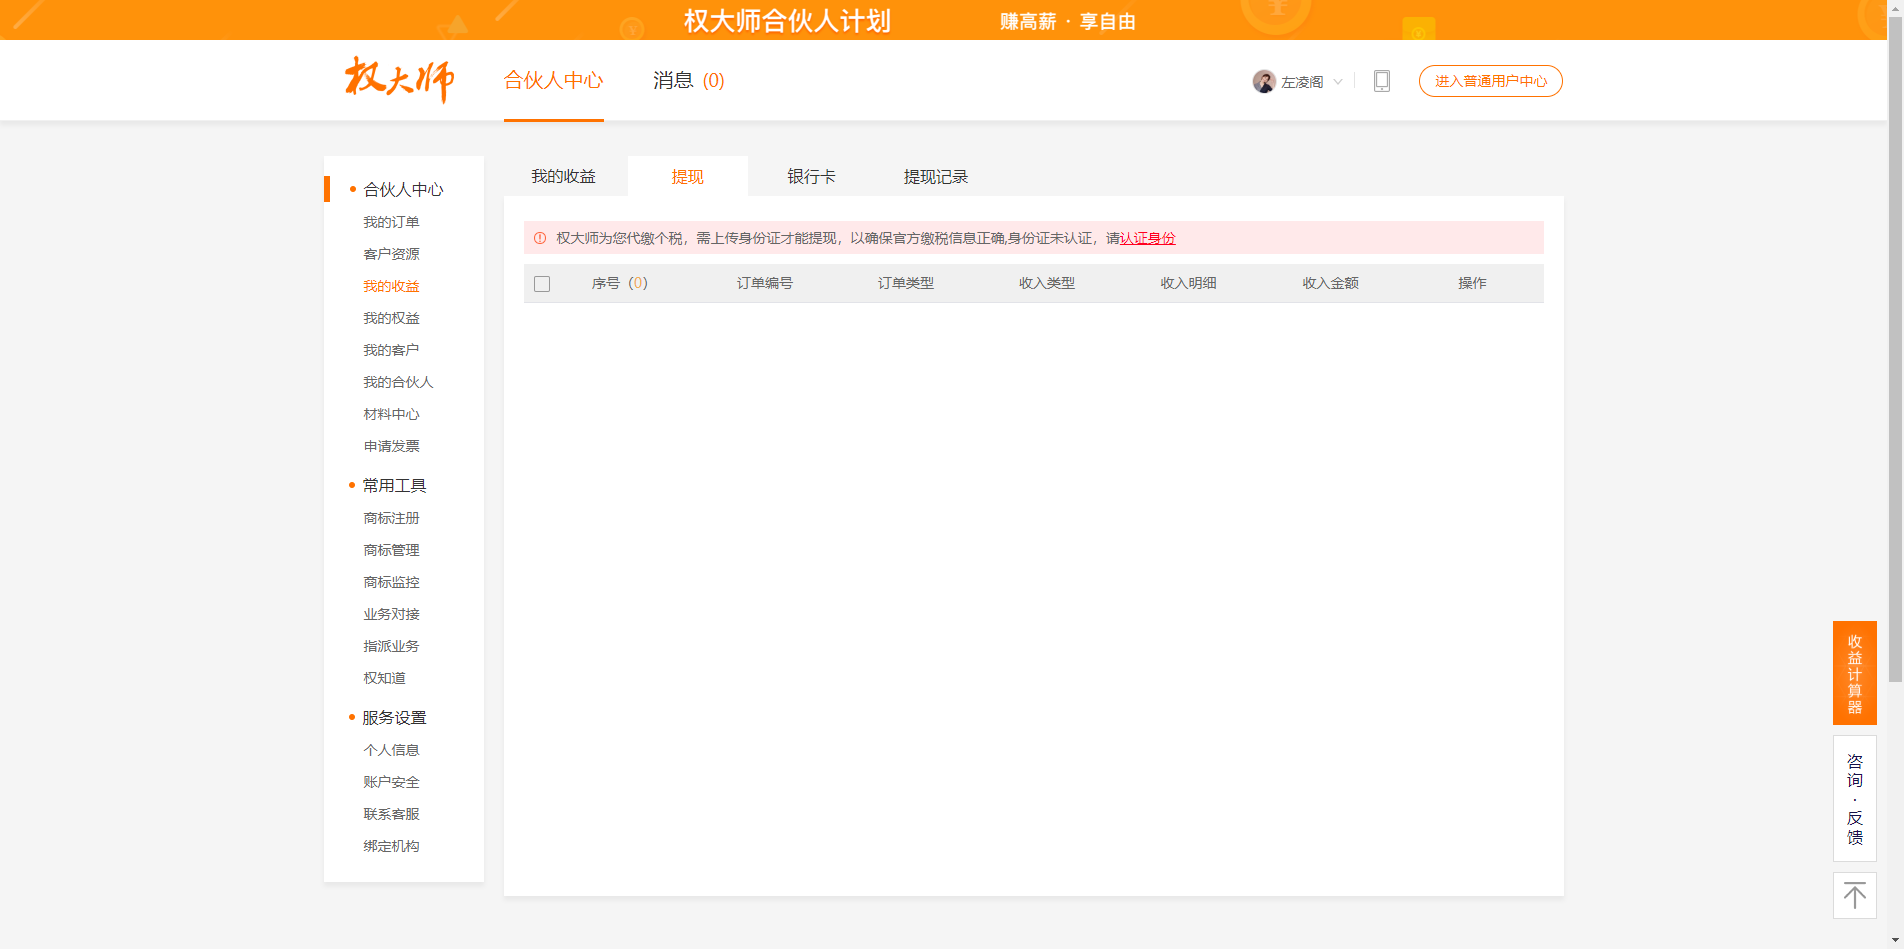 权大师合伙人计划 赚高薪 · 享自由
权大师 合伙人中心 消息 (0) 左凌阁 进入普通用户中心
合伙人中心
我的订单
客户资源
我的收益
我的权益
我的客户
我的合伙人
材料中心
申请发票
常用工具
商标注册
商标管理
商标监控
业务对接
指派业务
权知道
服务设置
个人信息
账户安全
联系客服
绑定机构
我的收益 提现 银行卡 提现记录
权大师为您代缴个税，需上传身份证才能提现，以确保官方缴税信息正确,身份证未认证，请认证身份
序号（0） 订单编号 订单类型 收入类型 收入明细 收入金额 操作
收益计算器
咨询·反馈